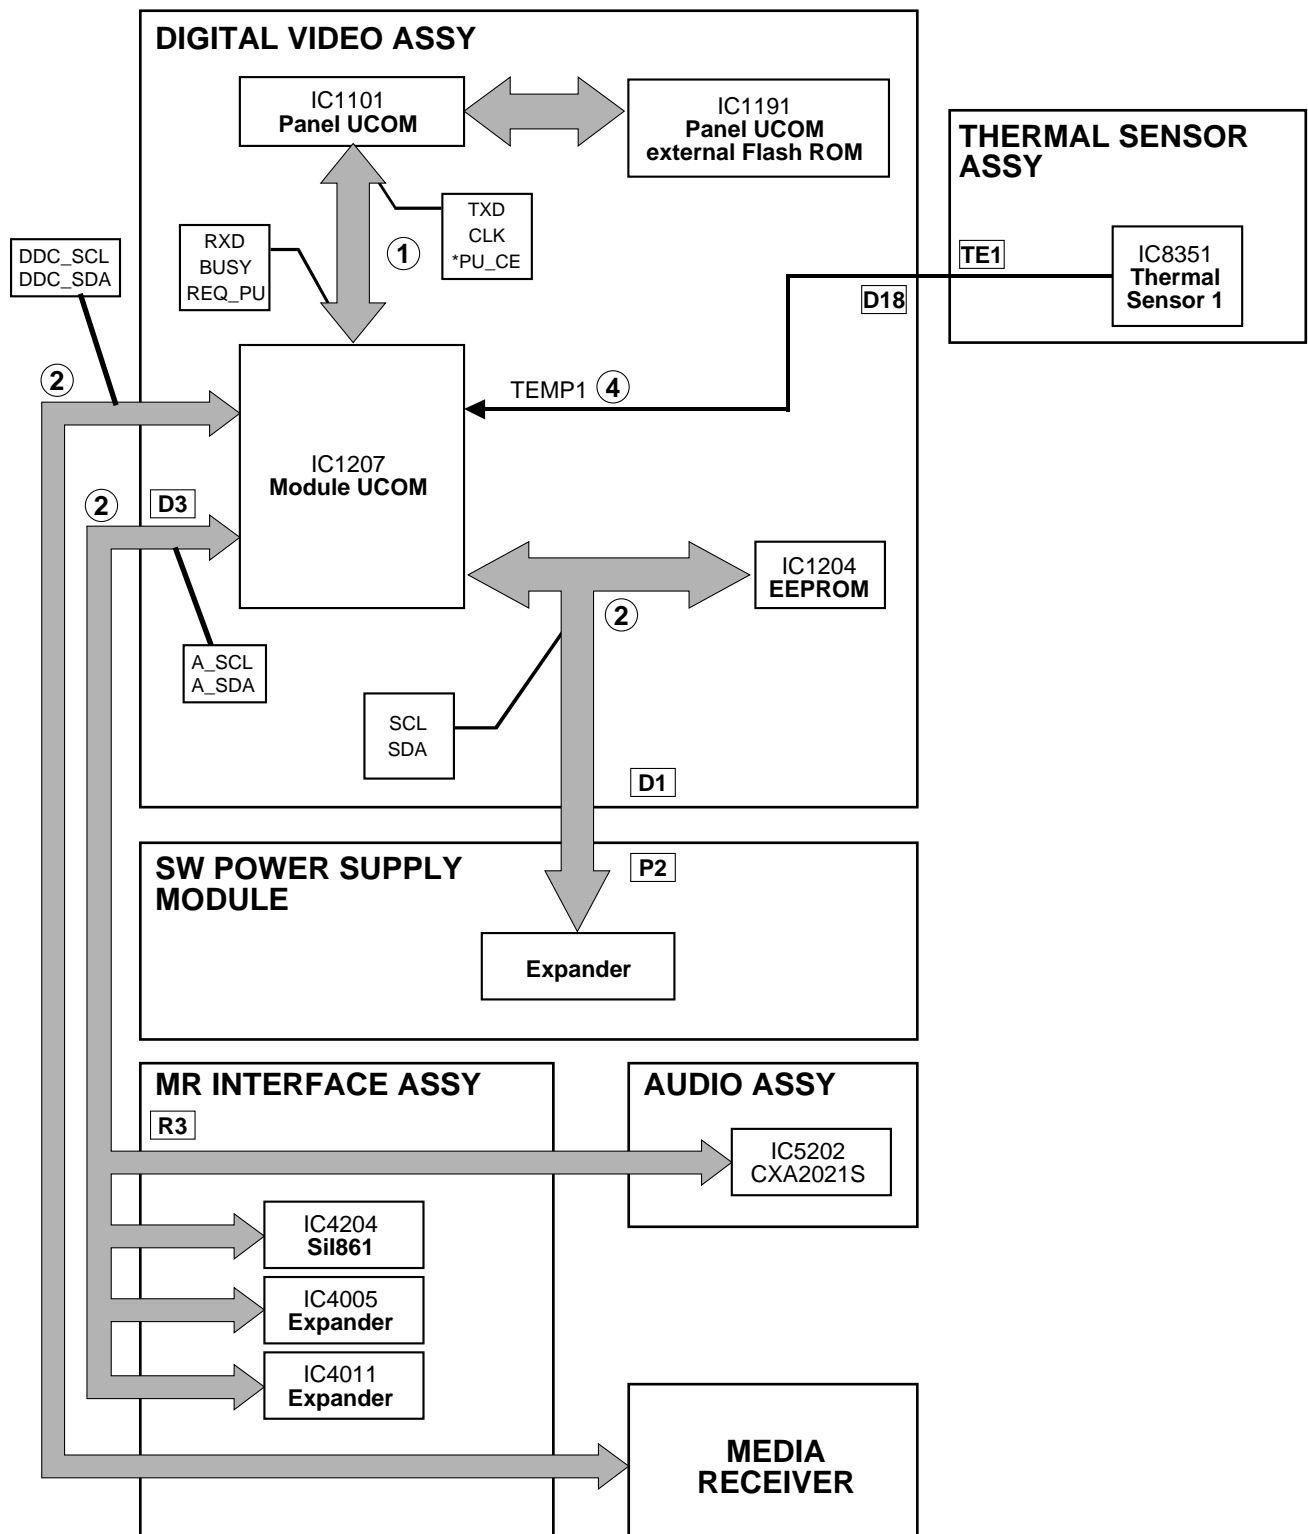 DIGITAL VIDEO ASSY
IC1101
Panel UCOM
IC1191
Panel UCOM
external Flash ROM
THERMAL SENSOR
ASSY
TXD
CLK
*PU_CE
RXD
BUSY
REQ_PU
1
DDC_SCL
DDC_SDA
TE1
IC8351
Thermal
Sensor 1
D18
2
TEMP1 4
IC1207
Module UCOM
2
D3
IC1204
EEPROM
2
A_SCL
A_SDA
SCL
SDA
D1
SW POWER SUPPLY
MODULE
P2
Expander
MR INTERFACE ASSY
R3
AUDIO ASSY
IC5202
CXA2021S
IC4204
SiI861
IC4005
Expander
IC4011
Expander
MEDIA
RECEIVER